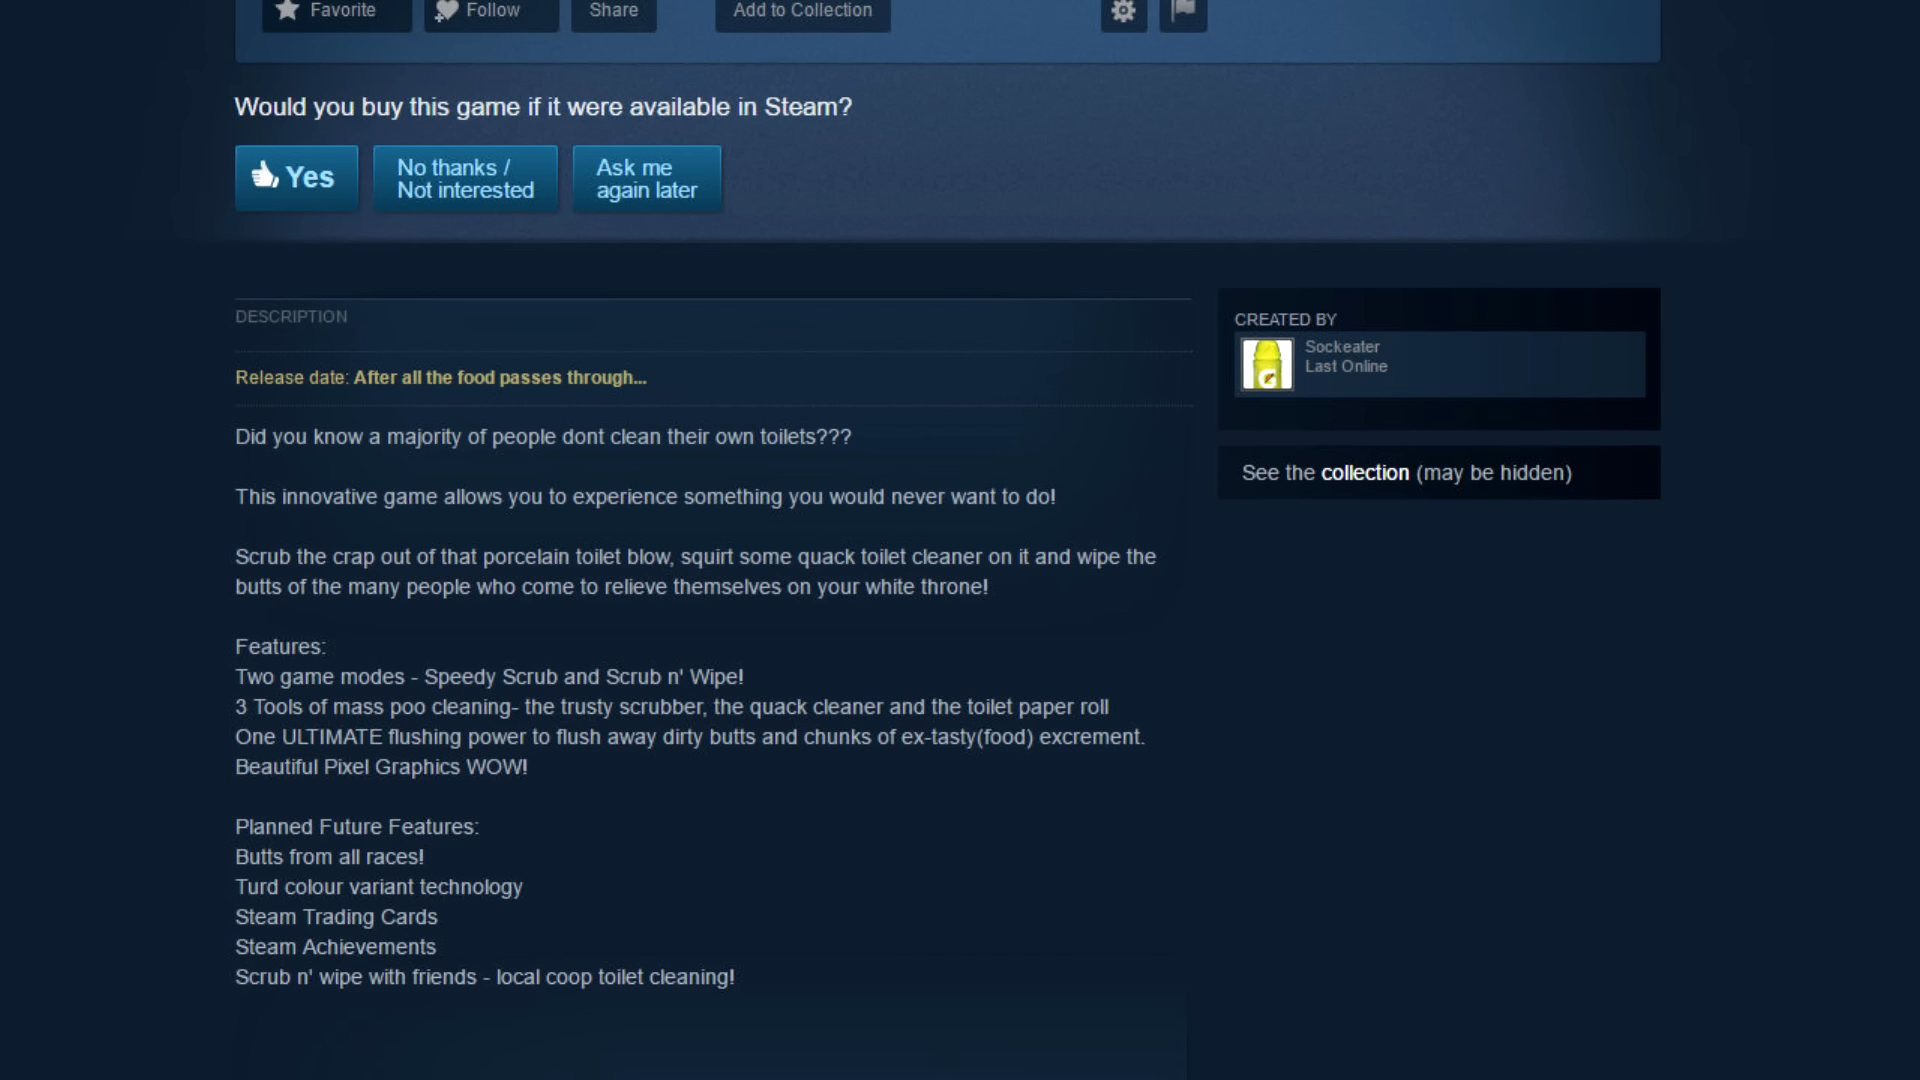 Favorite
Follow
Share
Add to Collection
Would you buy this game if it were available in Steam?
Yes
No thanks /
Not interested
Ask me
again later
DESCRIPTION
Release date: After all the food passes through...
Did you know a majority of people dont clean their own toilets???
This innovative game allows you to experience something you would never want to do!
Scrub the crap out of that porcelain toilet blow, squirt some quack toilet cleaner on it and wipe the
butts of the many people who come to relieve themselves on your white throne!
Features:
Two game modes - Speedy Scrub and Scrub n' Wipe!
3 Tools of mass poo cleaning- the trusty scrubber, the quack cleaner and the toilet paper roll
One ULTIMATE flushing power to flush away dirty butts and chunks of ex-tasty(food) excrement.
Beautiful Pixel Graphics WOW!
Planned Future Features:
Butts from all races!
Turd colour variant technology
Steam Trading Cards
Steam Achievements
Scrub n' wipe with friends - local coop toilet cleaning!
CREATED BY
Sockeater
Last Online
See the collection (may be hidden)